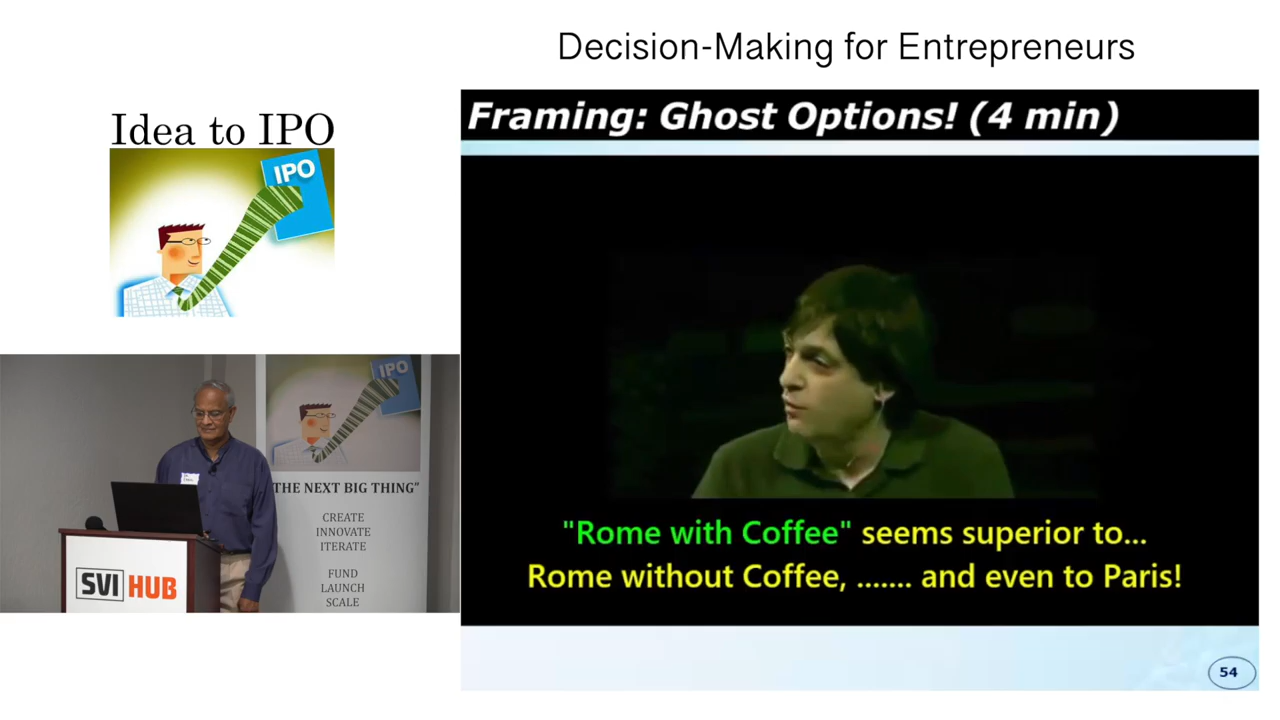 Decision-Making for Entrepreneurs
Idea to IPO
IPO
Framing: Ghost Options! (4 min)
"Rome with Coffee" seems superior to...
Rome without Coffee, ....... and even to Paris!
54
IPO
THE NEXT BIG THING"
CREATE
INNOVATE
ITERATE
FUND
LAUNCH
SCALE
SVI HUB